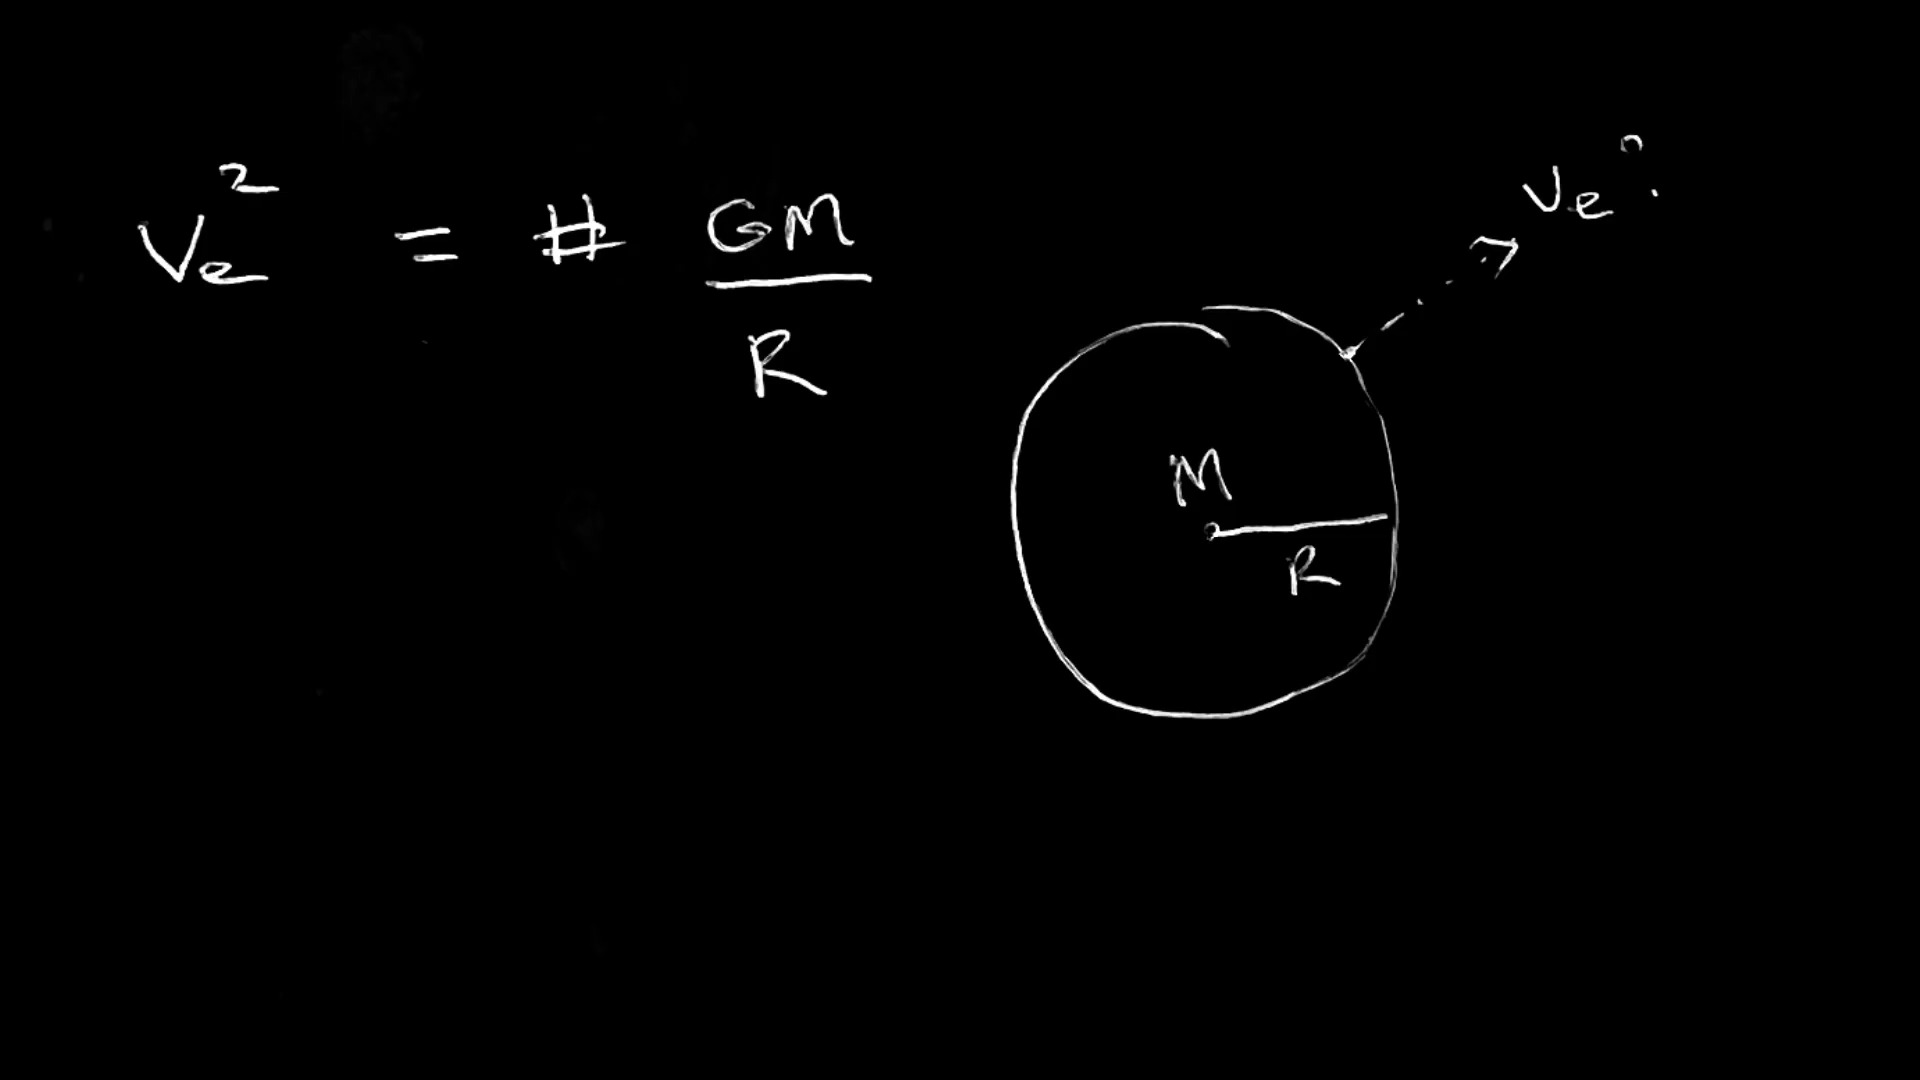 Ve² = # GM
R
Ve?
M
R